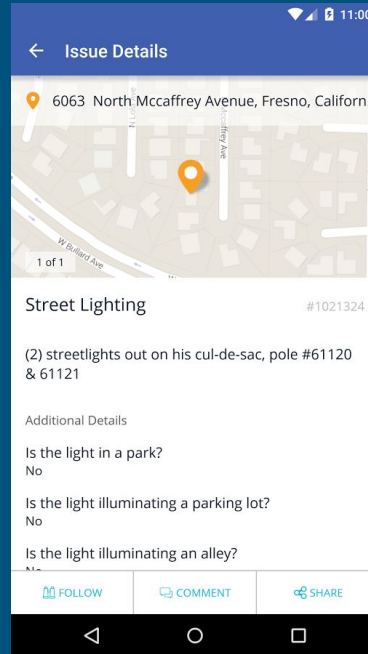 11:00
Issue Details
6063 North Mccaffrey Avenue, Fresno, Californ
W Bullard Ave
1 of 1
Street Lighting
#1021324
(2) streetlights out on his cul-de-sac, pole #61120
& 61121
Additional Details
Is the light in a park?
No
Is the light illuminating a parking lot?
No
Is the light illuminating an alley?
FOLLOW
COMMENT
SHARE